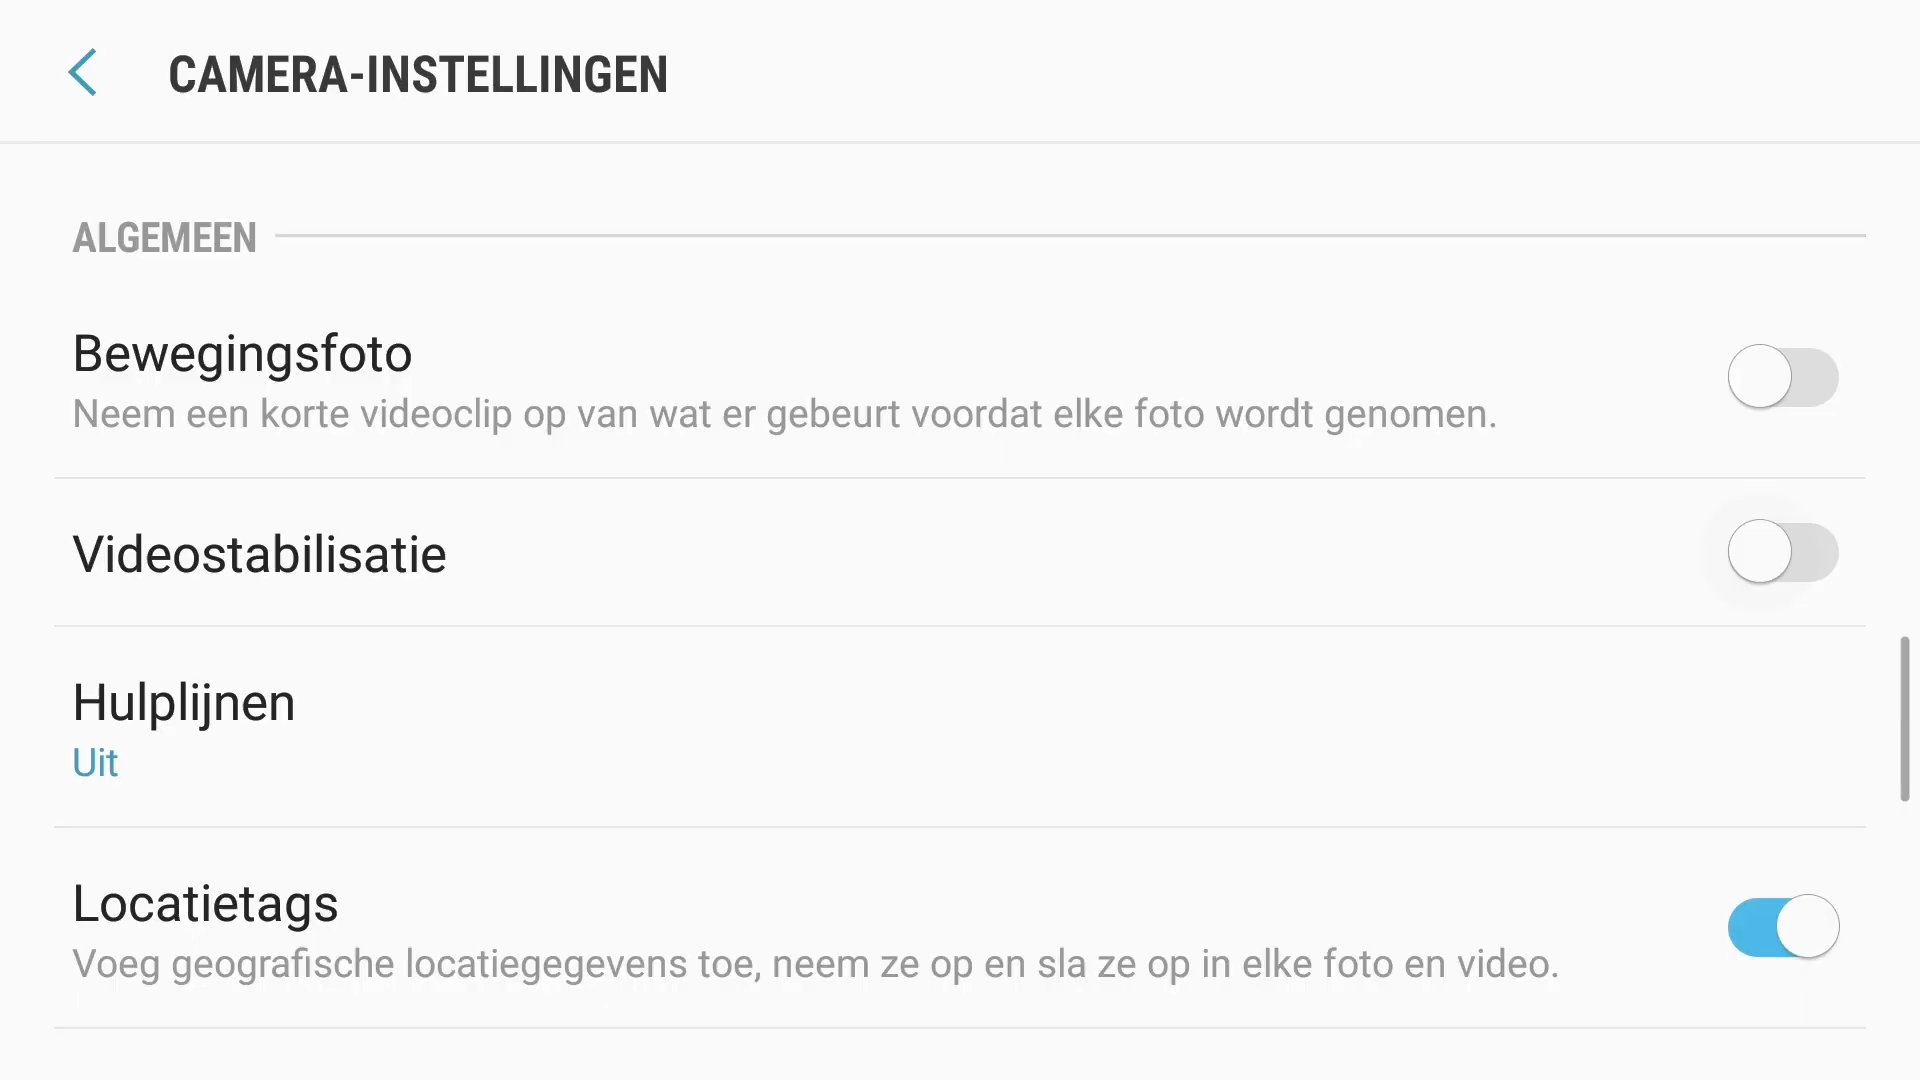 CAMERA-INSTELLINGEN
ALGEMEEN
Bewegingsfoto
Neem een korte videoclip op van wat er gebeurt voordat elke foto wordt genomen.
Videostabilisatie
Hulplijnen
Uit
Locatietags
Voeg geografische locatiegegevens toe, neem ze op en sla ze op in elke foto en video.